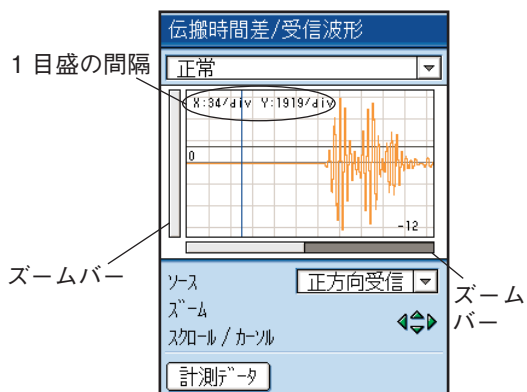 伝搬時間差/受信波形
1 目盛の間隔
正常
X:34/div Y:1919/div
0
-12
ズームバー
ソース
正方向受信
ズーム
ズーム
バー
スクロール / カーソル
計測データ